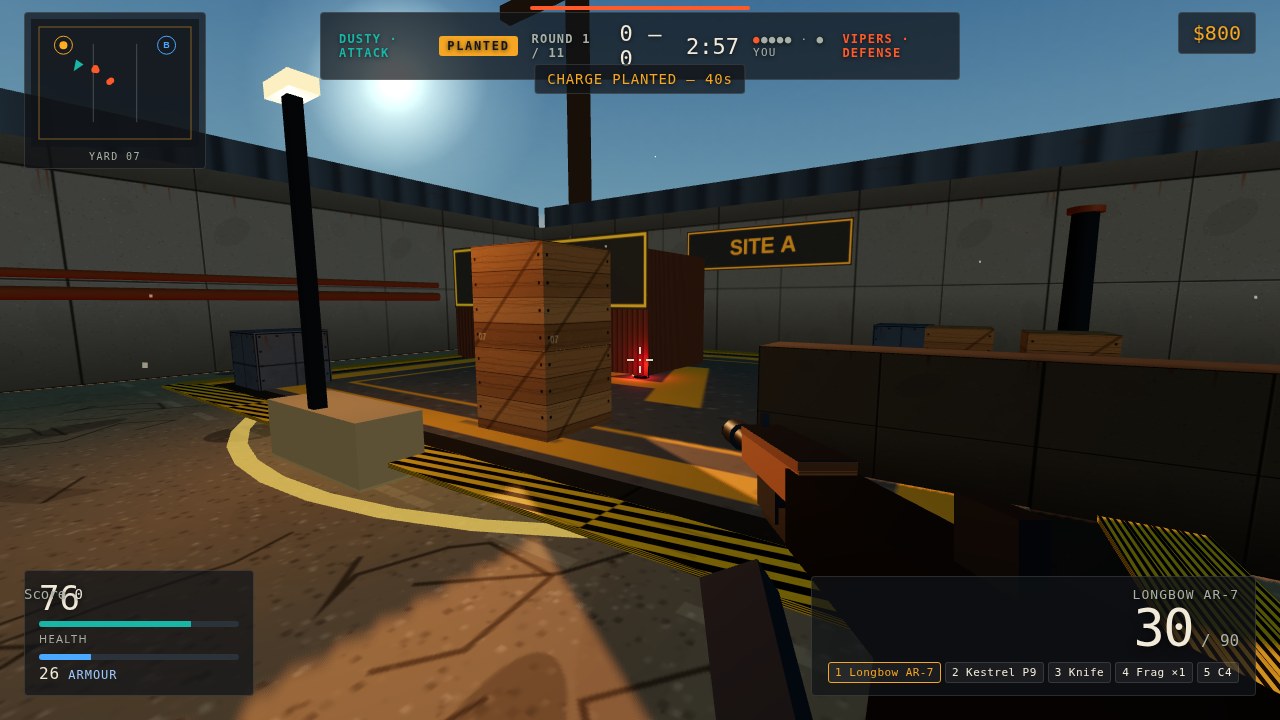 DUSTY ·
ATTACK
PLANTED
ROUND 1
/ 11
0 –
0
2:57
· YOU
VIPERS ·
DEFENSE
$800
CHARGE PLANTED — 40s
B
YARD 07
SITE A
07
07
Score 0
76
HEALTH
26 ARMOUR
LONGBOW AR-7
30 / 90
1 Longbow AR-7
2 Kestrel P9
3 Knife
4 Frag ×1
5 C4